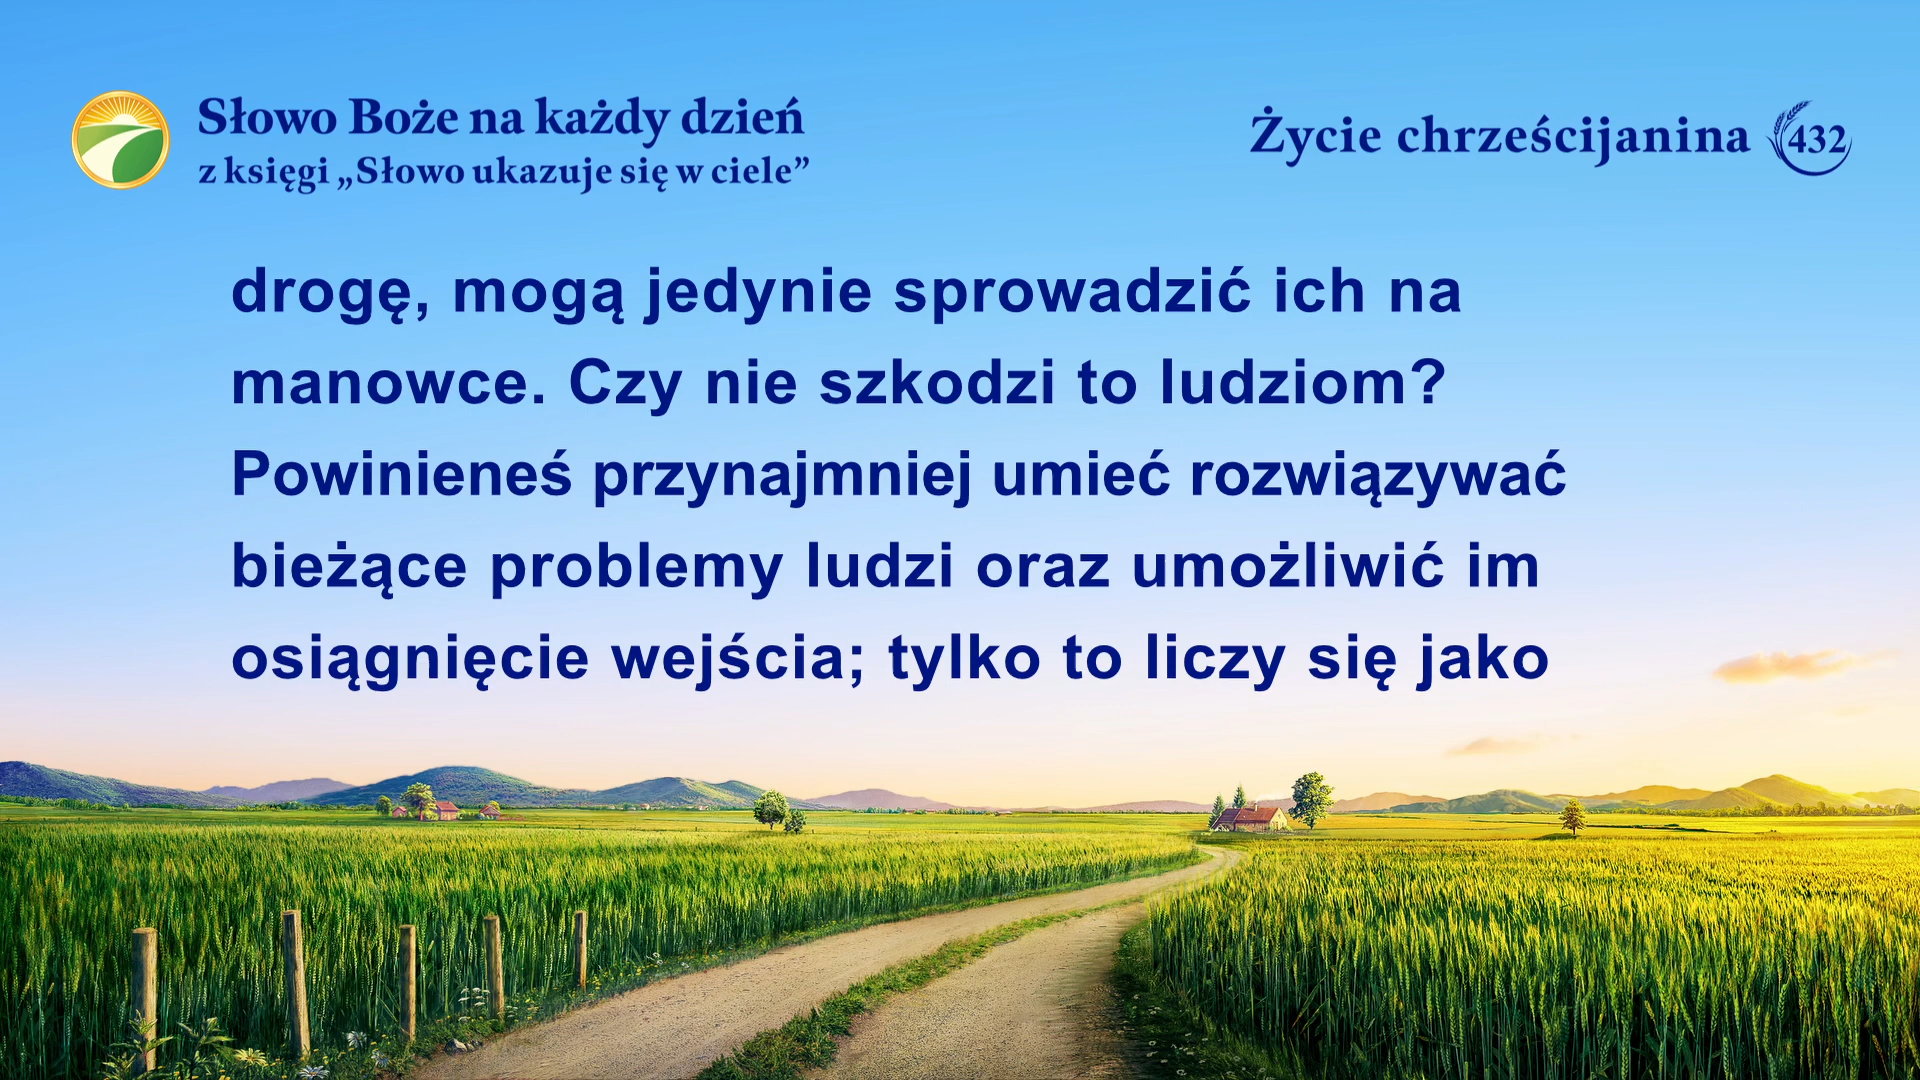 Słowo Boże na każdy dzień
z księgi „Słowo ukazuje się w ciele”
Życie chrześcijanina 432
drogę, mogą jedynie sprowadzić ich na
manowce. Czy nie szkodzi to ludziom?
Powinieneś przynajmniej umieć rozwiązywać
bieżące problemy ludzi oraz umożliwić im
osiągnięcie wejścia; tylko to liczy się jako